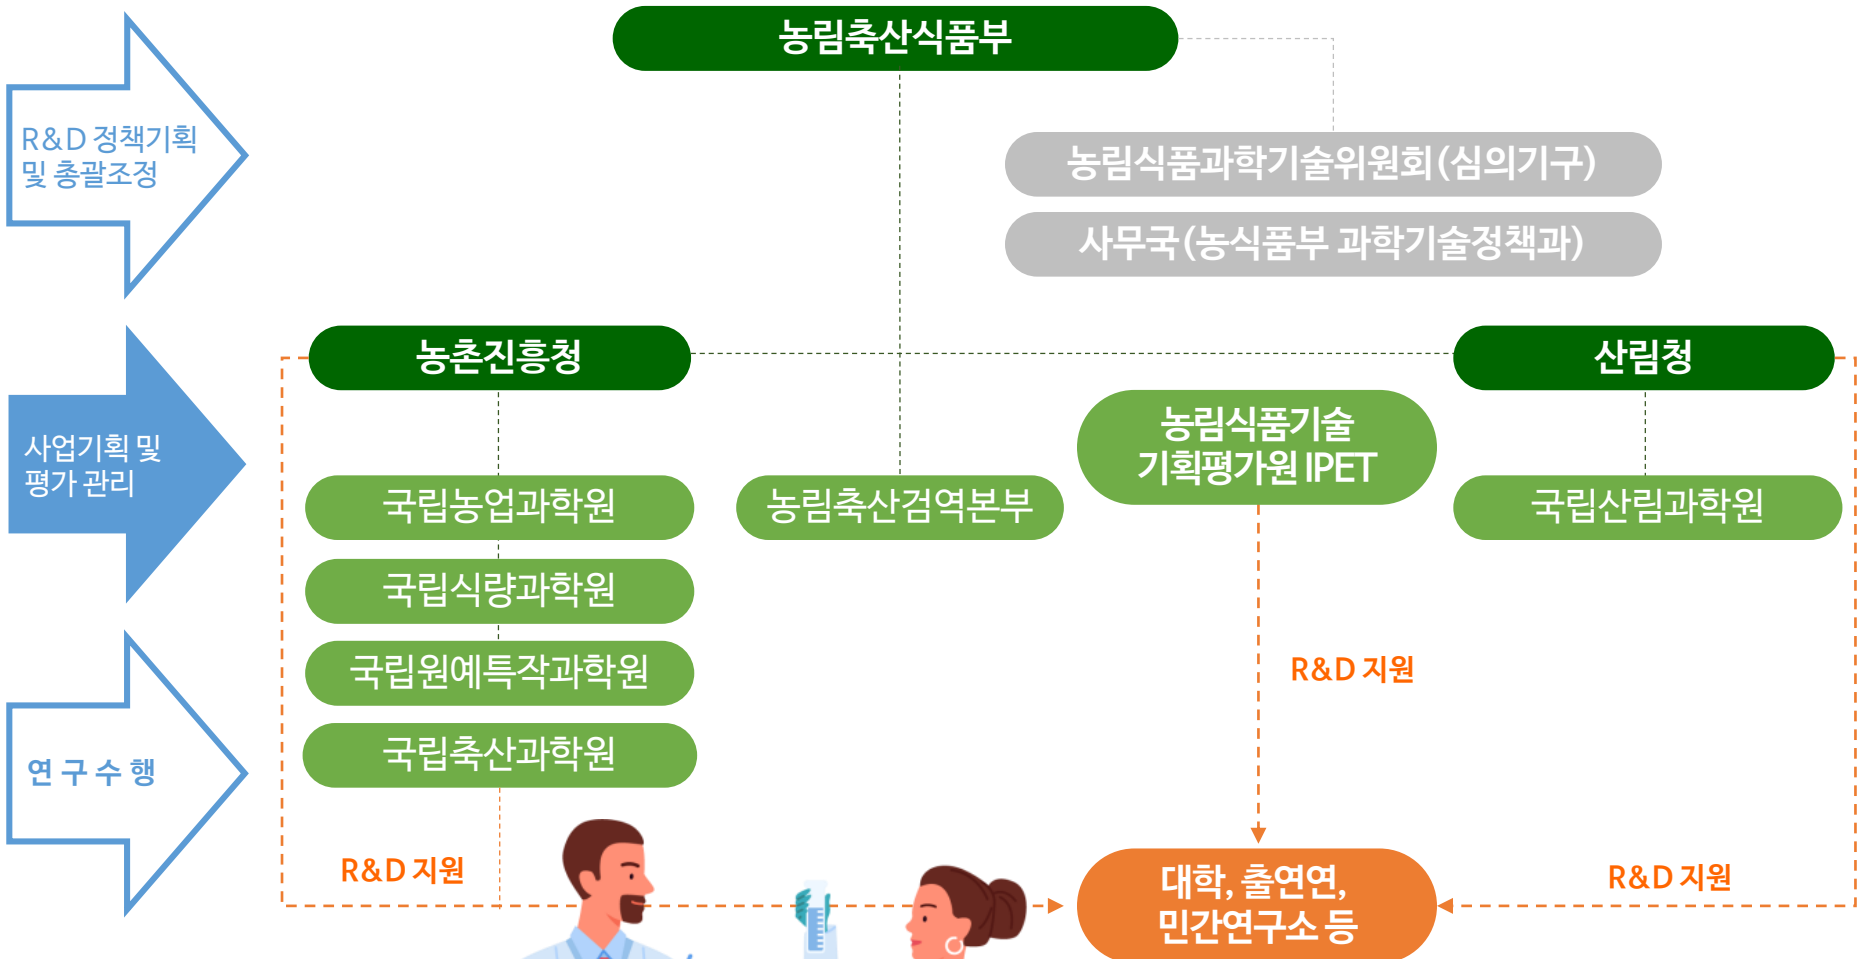 농림축산식품부
R&D 정책기획
및 총괄조정
농림식품과학기술위원회(심의기구)
사무국(농식품부 과학기술정책과)
농촌진흥청
산림청
사업기획 및
평가 관리
농림식품기술
기획평가원 IPET
국립농업과학원
농림축산검역본부
국립산림과학원
국립식량과학원
국립원예특작과학원
R&D 지원
국립축산과학원
연 구 수 행
R&D 지원
대학, 출연연,
민간연구소 등
R&D 지원